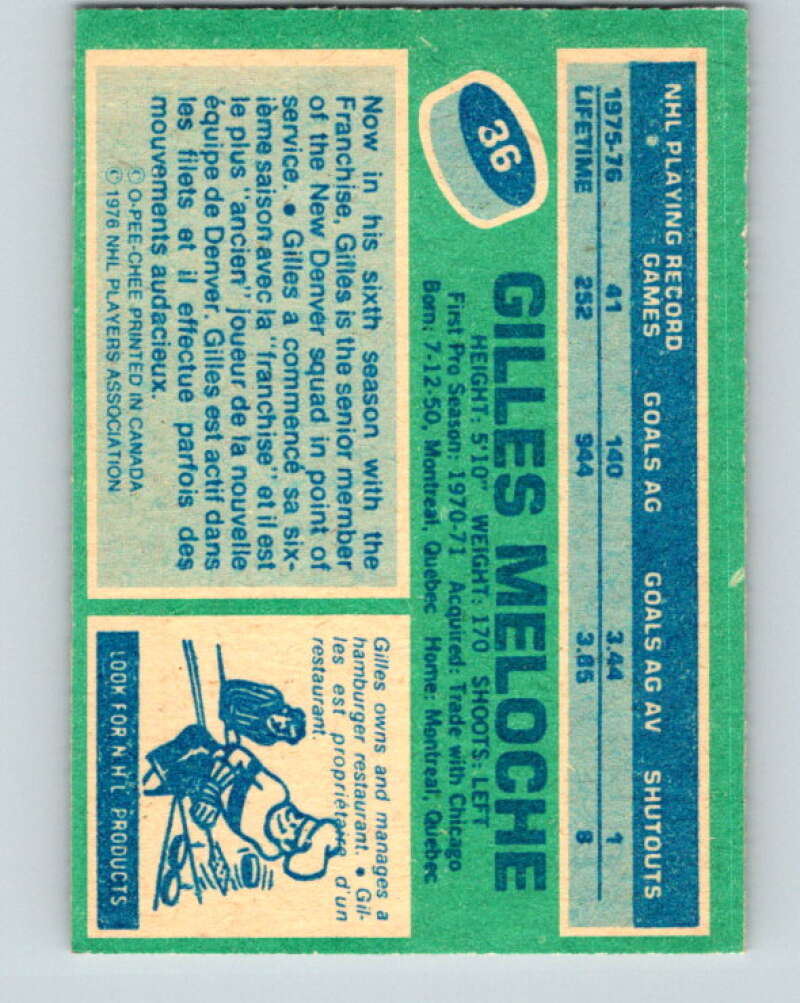 NHL PLAYING RECORD
GAMES GOALS AG GOALS AG AV SHUTOUTS
1975-76 41 140 3.44 1
LIFETIME 252 944 3.85 8
36
GILLES MELOCHE
HEIGHT: 5'10" WEIGHT: 170 SHOOTS: LEFT
First Pro Season: 1970-71 Acquired: Trade with Chicago
Born: 7-12-50, Montreal, Quebec Home: Montreal, Quebec
Now in his sixth season with the
Franchise, Gilles is the senior member
of the New Denver squad in point of
service. • Gilles a commencé sa six-
ième saison avec la "franchise" et il est
le plus "ancien" joueur de la nouvelle
équipe de Denver. Gilles est actif dans
les filets et il effectue parfois des
mouvements audacieux.
© O-PEE-CHEE PRINTED IN CANADA
© 1976 NHL PLAYERS ASSOCIATION
Gilles owns and manages a
hamburger restaurant. • Gil-
les est propriétaire d'un
restaurant.
LOOK FOR NHL PRODUCTS